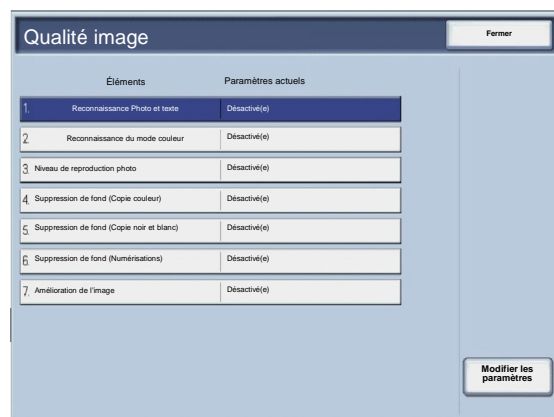 Qualité image
Fermer
Éléments Paramètres actuels
1. Reconnaissance Photo et texte Désactivé(e)
2. Reconnaissance du mode couleur Désactivé(e)
3. Niveau de reproduction photo Désactivé(e)
4. Suppression de fond (Copie couleur) Désactivé(e)
5. Suppression de fond (Copie noir et blanc) Désactivé(e)
6. Suppression de fond (Numérisations) Désactivé(e)
7. Amélioration de l'image Désactivé(e)
Modifier les
paramètres